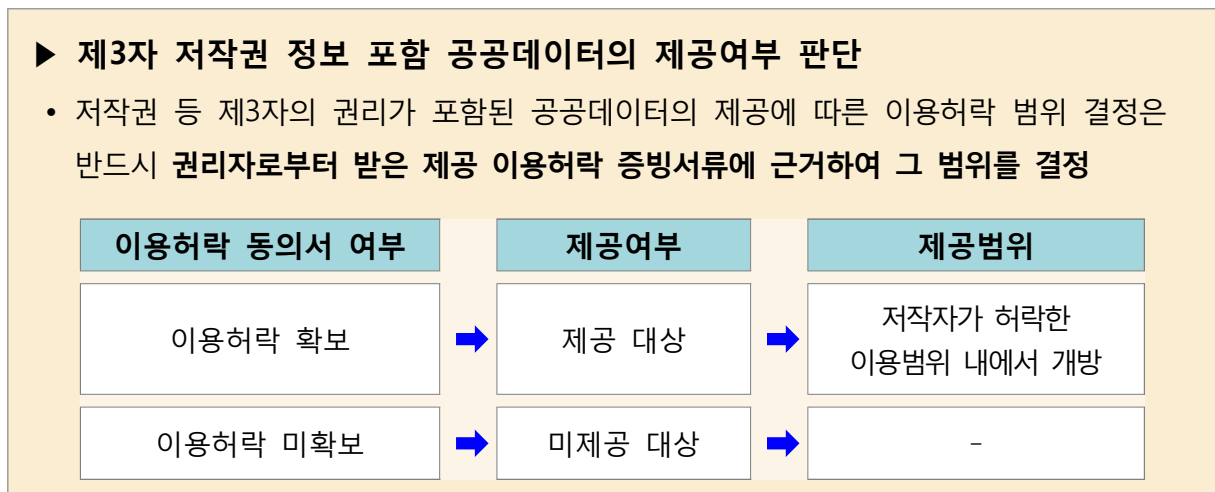 ▶ 제3자 저작권 정보 포함 공공데이터의 제공여부 판단
• 저작권 등 제3자의 권리가 포함된 공공데이터의 제공에 따른 이용허락 범위 결정은
반드시 권리자로부터 받은 제공 이용허락 증빙서류에 근거하여 그 범위를 결정
이용허락 동의서 여부 제공여부 제공범위
이용허락 확보 제공 대상 저작자가 허락한
이용범위 내에서 개방
이용허락 미확보 미제공 대상 -